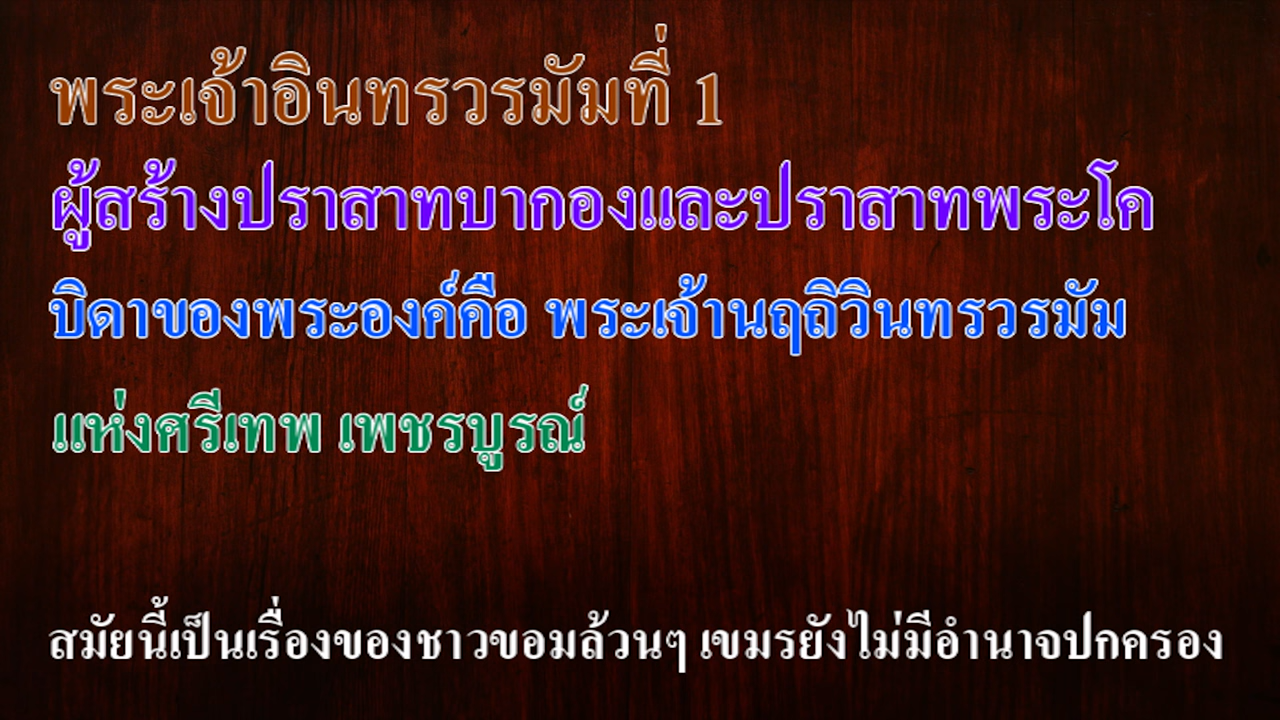 พระเจ้าอินทรวรมัมที่ 1
ผู้สร้างปราสาทบากองและปราสาทพระโค
บิดาของพระองค์คือ พระเจ้านฤถิวินทรวรมัม
แห่งศรีเทพ เพชรบูรณ์
สมัยนี้เป็นเรื่องของชาวขอมล้วนๆ เขมรยังไม่มีอำนาจปกครอง